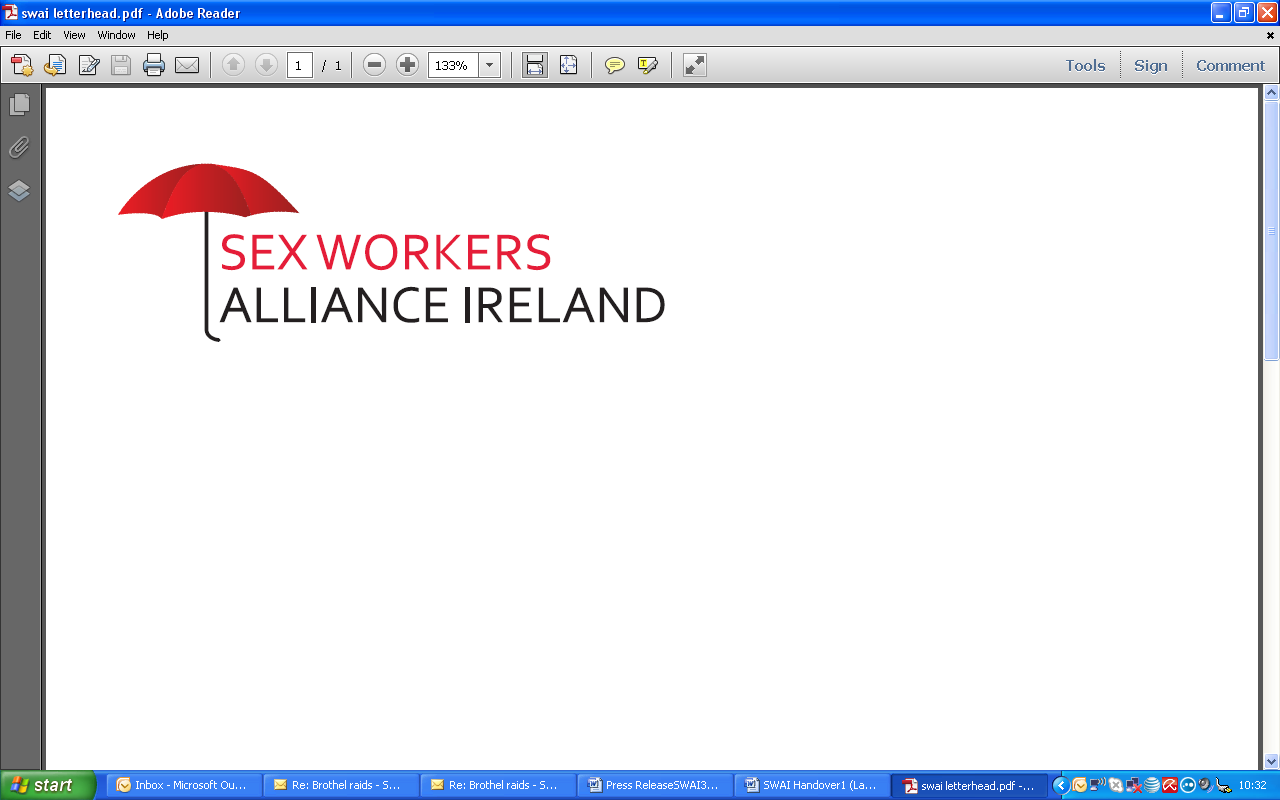 swai letterhead.pdf - Adobe Reader
File Edit View Window Help
1 / 1 133% Tools Sign Comment
SEX WORKERS
ALLIANCE IRELAND
start Inbox - Microsoft Ou... Re: Brothel raids - S... Re: Brothel raids - S... Press ReleaseSWAI3... SWAI Handover1 (La... swai letterhead.pdf -... 10:32